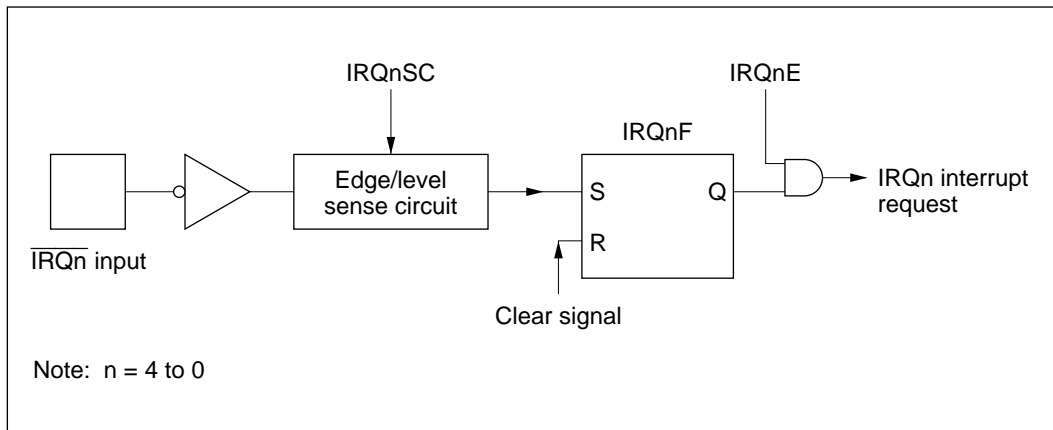 IRQnSC
IRQnE
IRQnF
Edge/level
sense circuit
S
Q
R
IRQn interrupt
request
IRQn input
Clear signal
Note: n = 4 to 0